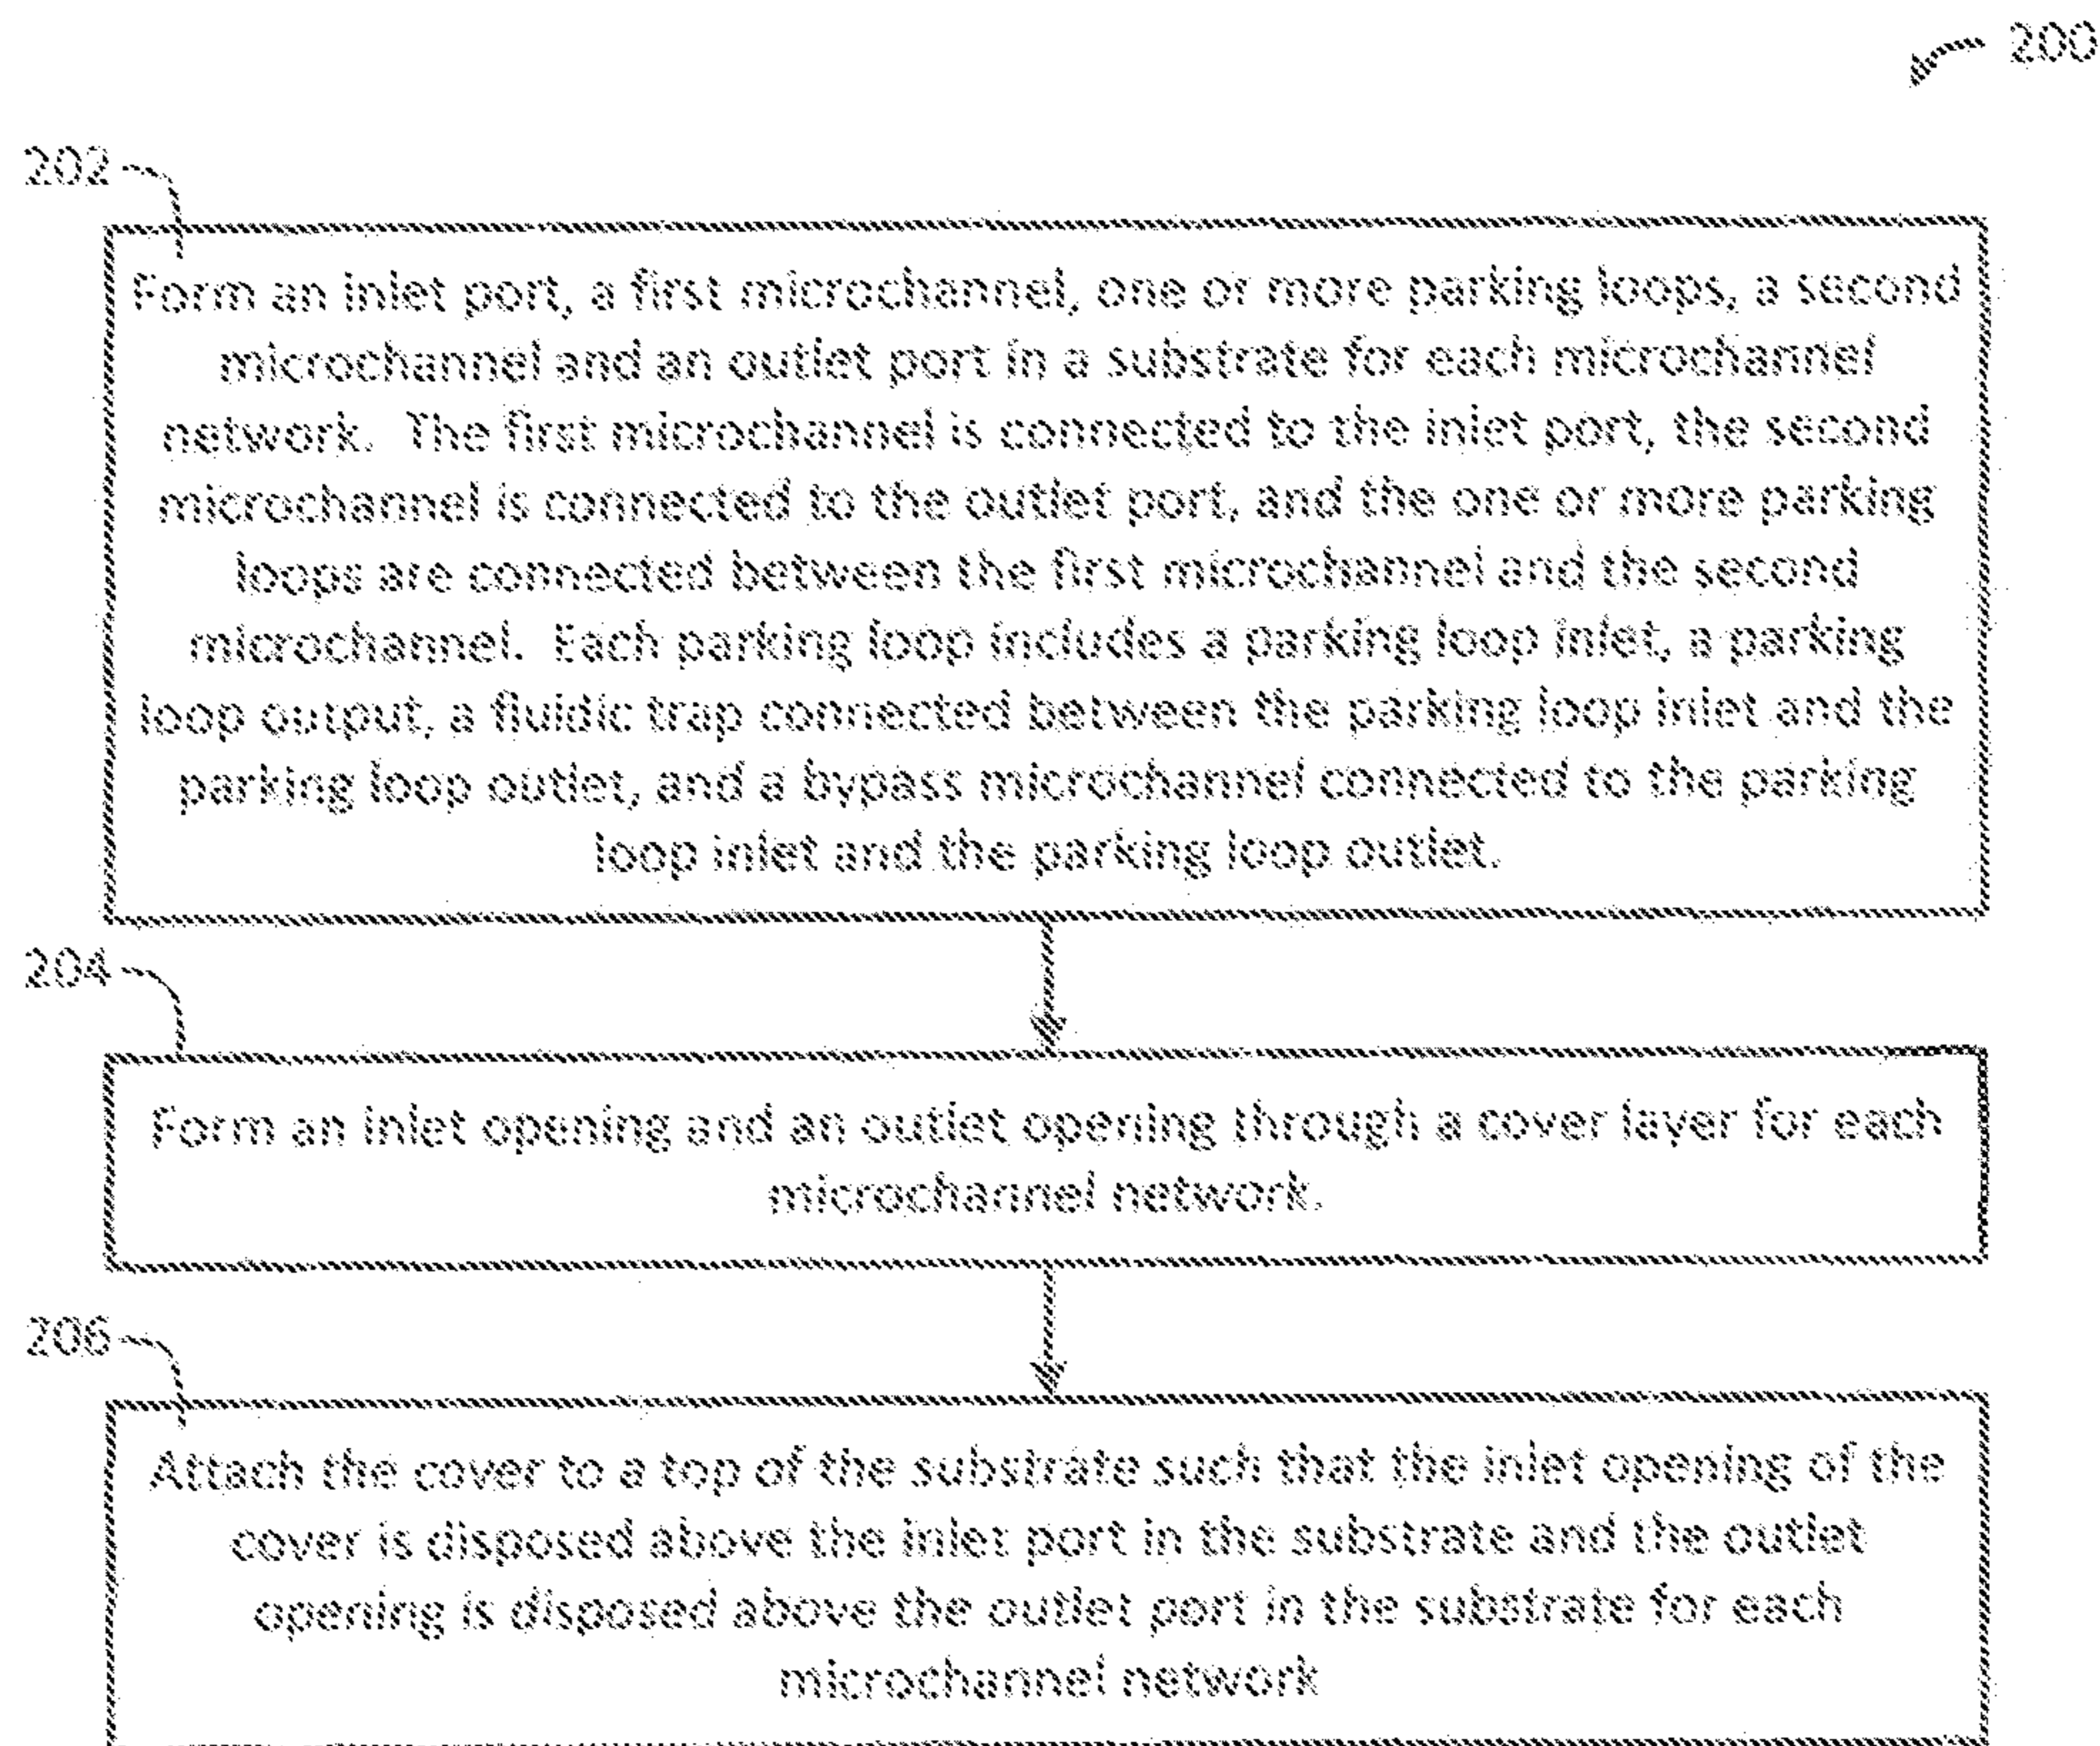 200
202
Form an inlet port, a first microchannel, one or more parking loops, a second
microchannel and an outlet port in a substrate for each microchannel
network. The first microchannel is connected to the inlet port, the second
microchannel is connected to the outlet port, and the one or more parking
loops are connected between the first microchannel and the second
microchannel. Each parking loop includes a parking loop inlet, a parking
loop output, a fluidic trap connected between the parking loop inlet and the
parking loop outlet, and a bypass microchannel connected to the parking
loop inlet and the parking loop outlet.
204
Form an inlet opening and an outlet opening through a cover layer for each
microchannel network.
206
Attach the cover to a top of the substrate such that the inlet opening of the
cover is disposed above the inlet port in the substrate and the outlet
opening is disposed above the outlet port in the substrate for each
microchannel network